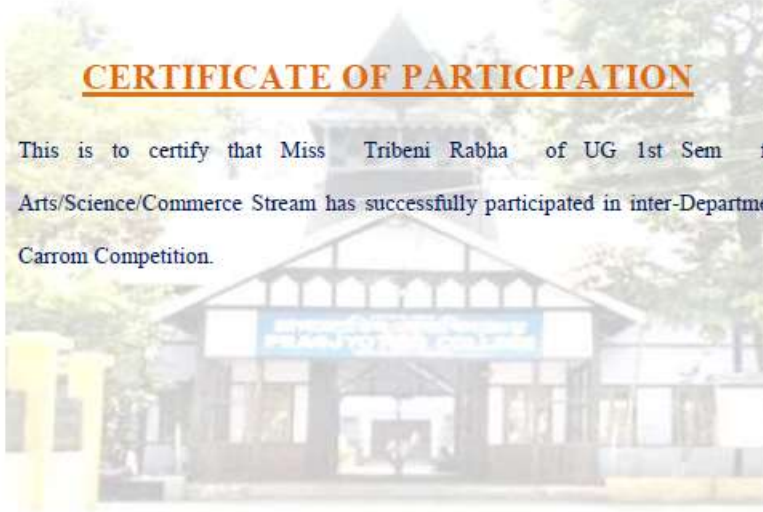 CERTIFICATE OF PARTICIPATION
This is to certify that Miss Tribeni Rabha of UG 1st Sem
Arts/Science/Commerce Stream has successfully participated in inter-Departme
Carrom Competition.
COLLEGE